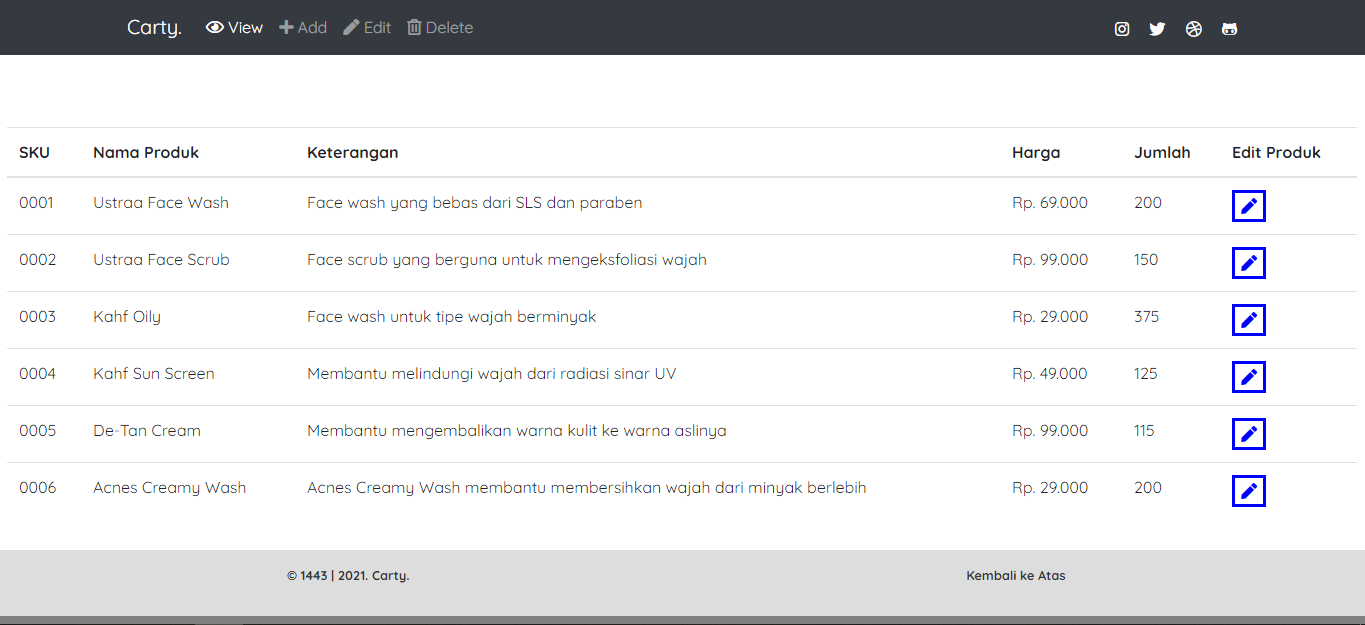 Carty. View Add Edit Delete
SKU Nama Produk Keterangan Harga Jumlah Edit Produk
0001 Ustraa Face Wash Face wash yang bebas dari SLS dan paraben Rp. 69.000 200
0002 Ustraa Face Scrub Face scrub yang berguna untuk mengeksfoliasi wajah Rp. 99.000 150
0003 Kahf Oily Face wash untuk tipe wajah berminyak Rp. 29.000 375
0004 Kahf Sun Screen Membantu melindungi wajah dari radiasi sinar UV Rp. 49.000 125
0005 De-Tan Cream Membantu mengembalikan warna kulit ke warna aslinya Rp. 99.000 115
0006 Acnes Creamy Wash Acnes Creamy Wash membantu membersihkan wajah dari minyak berlebih Rp. 29.000 200
© 1443 | 2021. Carty. Kembali ke Atas